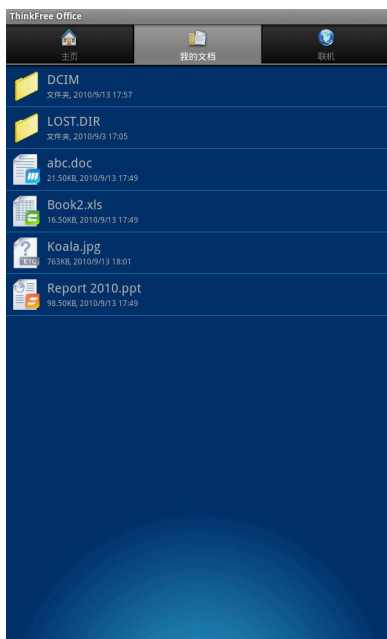 ThinkFree Office
主页
我的文档
联机
DCIM
文件夹, 2010/9/13 17:57
LOST.DIR
文件夹, 2010/9/3 17:05
abc.doc
21.50KB, 2010/9/13 17:49
Book2.xls
16.50KB, 2010/9/13 17:49
ETC
Koala.jpg
763KB, 2010/9/13 18:01
Report 2010.ppt
98.50KB, 2010/9/13 17:49